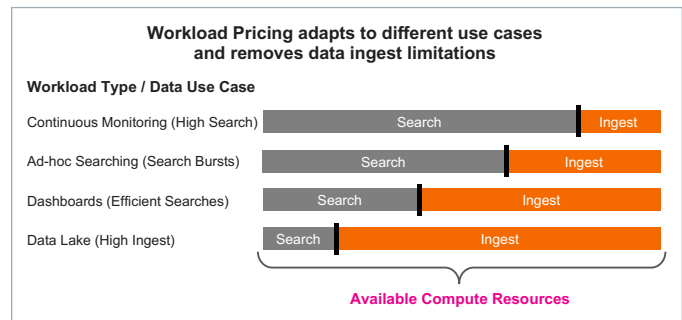 Workload Pricing adapts to different use cases
and removes data ingest limitations
Workload Type / Data Use Case
Continuous Monitoring (High Search)
Search
Ingest
Ad-hoc Searching (Search Bursts)
Search
Ingest
Dashboards (Efficient Searches)
Search
Ingest
Data Lake (High Ingest)
Search
Ingest
Available Compute Resources